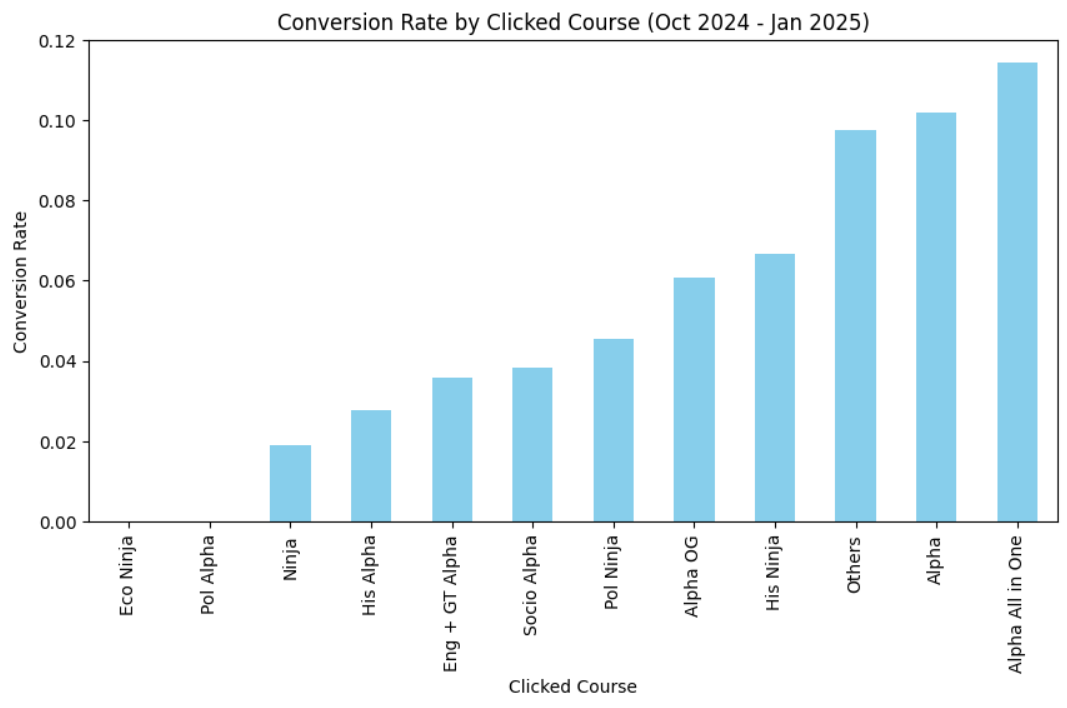 Conversion Rate by Clicked Course (Oct 2024 - Jan 2025)
Conversion Rate
0.12
0.10
0.08
0.06
0.04
0.02
0.00
Eco Ninja
Pol Alpha
Ninja
His Alpha
Eng + GT Alpha
Socio Alpha
Pol Ninja
Alpha OG
His Ninja
Others
Alpha
Alpha All in One
Clicked Course